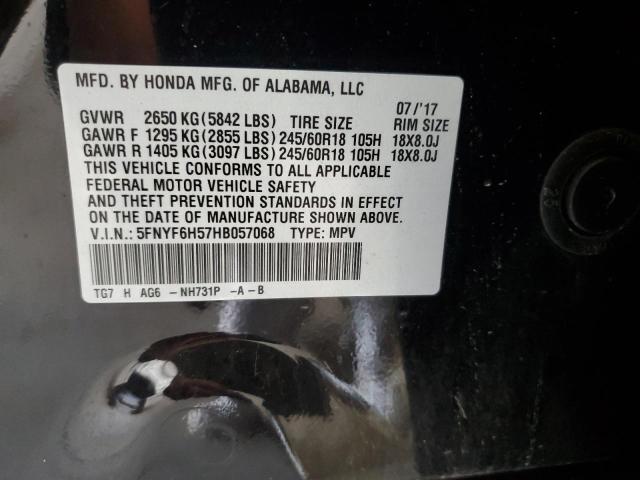 MFD. BY HONDA MFG. OF ALABAMA, LLC
07/'17
GVWR 2650 KG (5842 LBS) TIRE SIZE RIM SIZE
GAWR F 1295 KG (2855 LBS) 245/60R18 105H 18X8.0J
GAWR R 1405 KG (3097 LBS) 245/60R18 105H 18X8.0J
THIS VEHICLE CONFORMS TO ALL APPLICABLE
FEDERAL MOTOR VEHICLE SAFETY
AND THEFT PREVENTION STANDARDS IN EFFECT
ON THE DATE OF MANUFACTURE SHOWN ABOVE.
V.I.N.: 5FNYF6H57HB057068 TYPE: MPV
TG7 H AG6 -NH731P -A-B